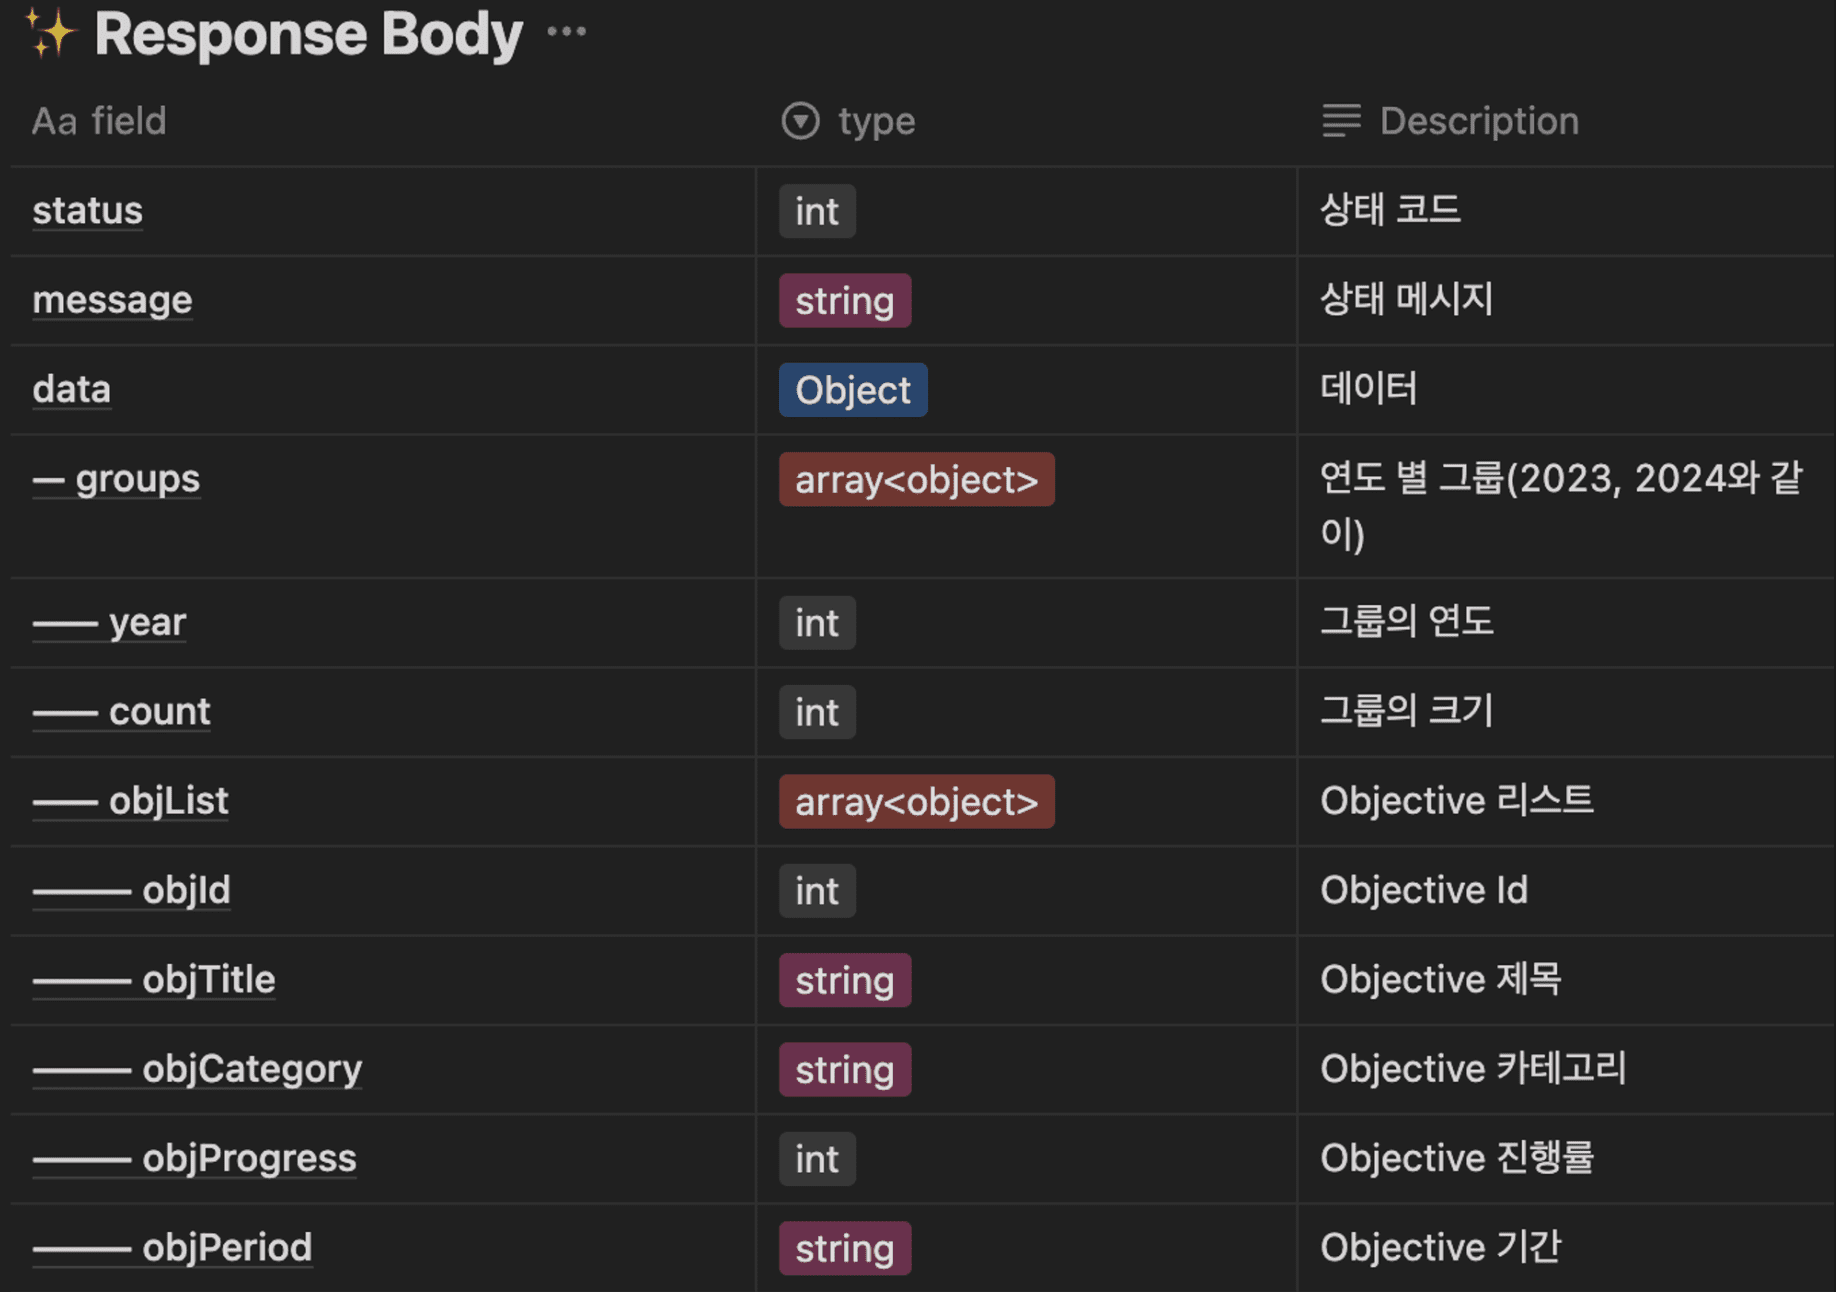 ✨ Response Body ...
Aa field type Description
status int 상태 코드
message string 상태 메시지
data Object 데이터
— groups array<object> 연도 별 그룹(2023, 2024와 같
이)
—— year int 그룹의 연도
—— count int 그룹의 크기
—— objList array<object> Objective 리스트
——— objId int Objective Id
——— objTitle string Objective 제목
——— objCategory string Objective 카테고리
——— objProgress int Objective 진행률
——— objPeriod string Objective 기간